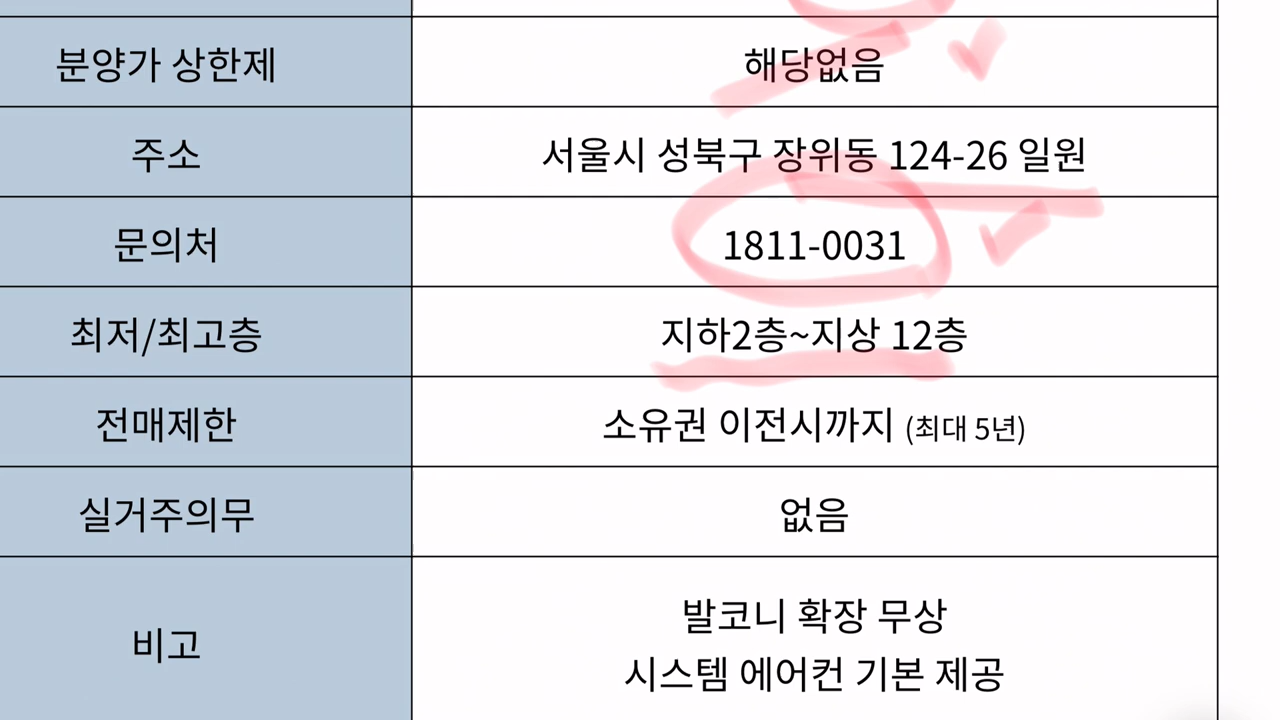 분양가 상한제 해당없음
주소 서울시 성북구 장위동 124-26 일원
문의처 1811-0031
최저/최고층 지하2층~지상 12층
전매제한 소유권 이전시까지 (최대 5년)
실거주의무 없음
비고 발코니 확장 무상
시스템 에어컨 기본 제공